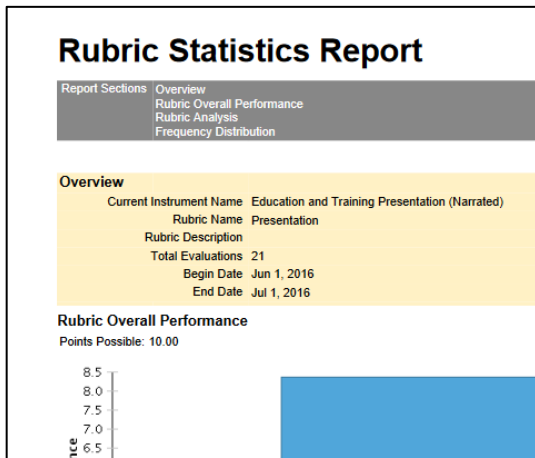 Rubric Statistics Report
Report Sections Overview
Rubric Overall Performance
Rubric Analysis
Frequency Distribution
Overview
Current Instrument Name Education and Training Presentation (Narrated)
Rubric Name Presentation
Rubric Description
Total Evaluations 21
Begin Date Jun 1, 2016
End Date Jul 1, 2016
Rubric Overall Performance
Points Possible: 10.00
8.5
8.0
7.5
7.0
6.5